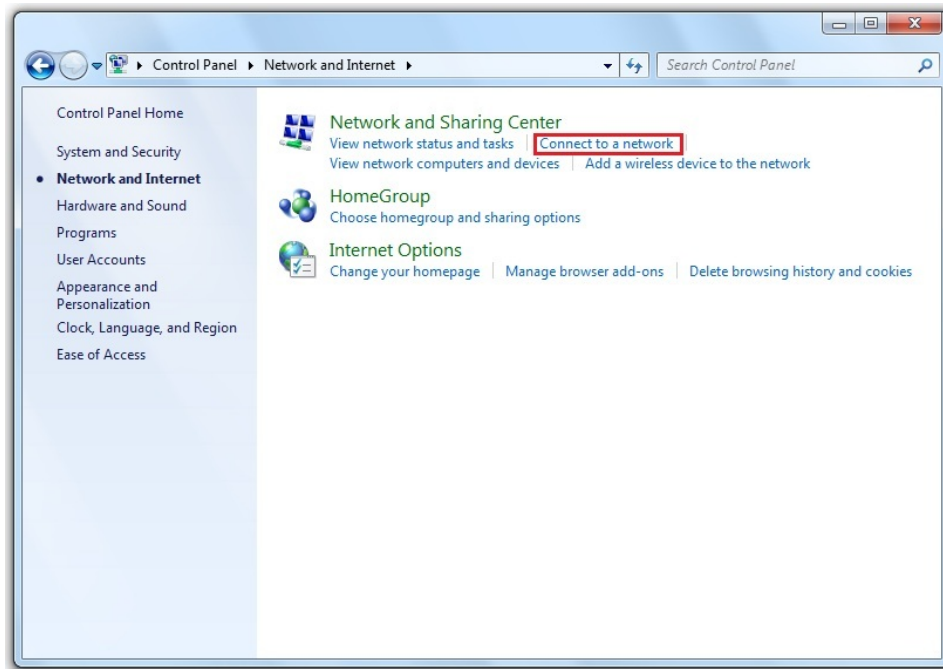 Control Panel
Network and Internet
Search Control Panel
Control Panel Home
System and Security
Network and Internet
Hardware and Sound
Programs
User Accounts
Appearance and
Personalization
Clock, Language, and Region
Ease of Access
Network and Sharing Center
View network status and tasks
Connect to a network
View network computers and devices
Add a wireless device to the network
HomeGroup
Choose homegroup and sharing options
Internet Options
Change your homepage
Manage browser add-ons
Delete browsing history and cookies